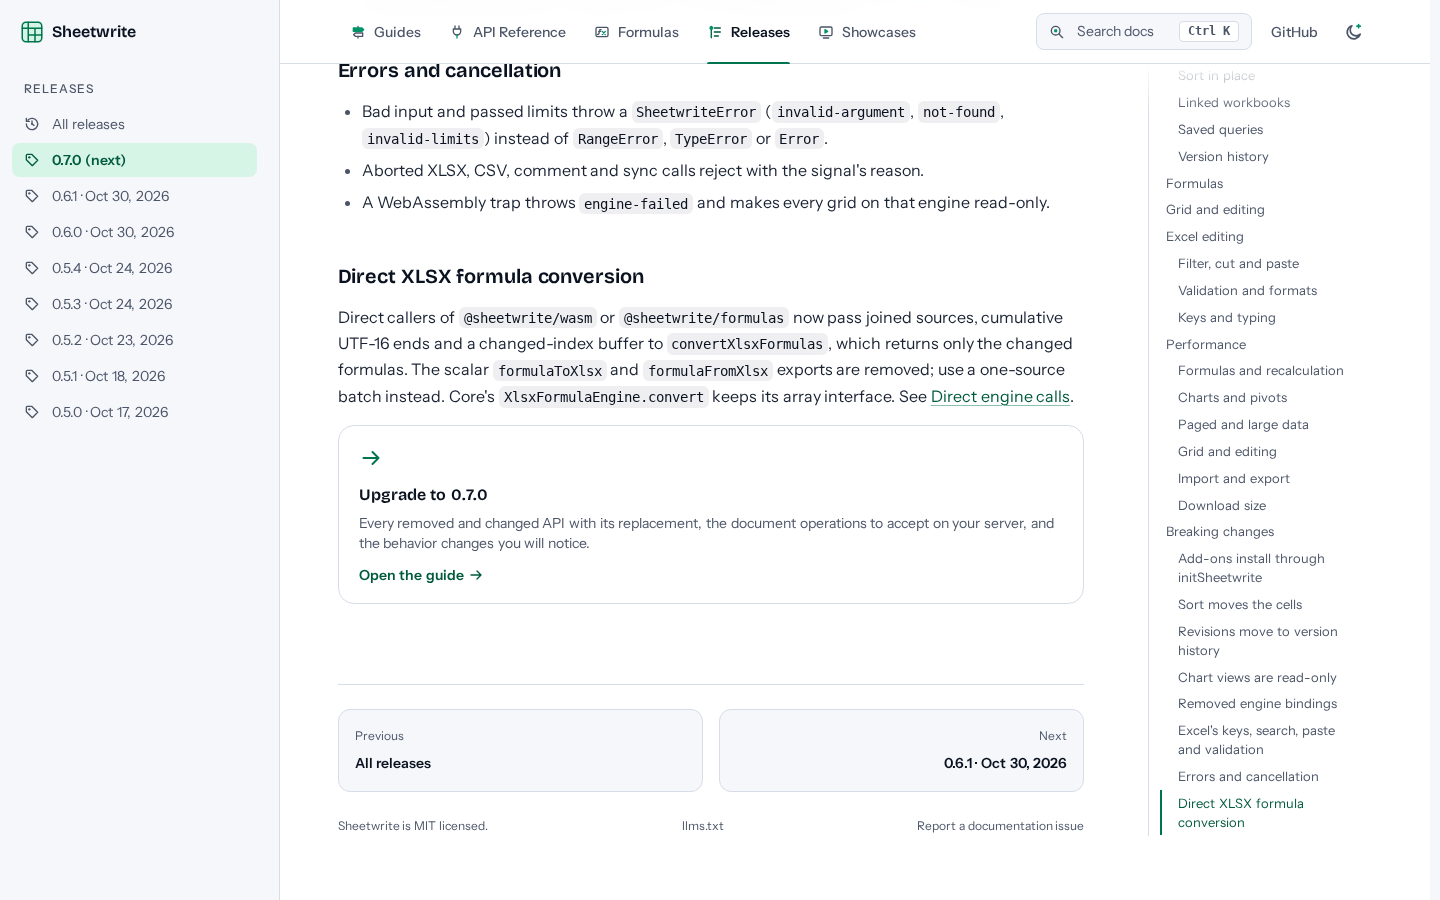 Sheetwrite
Guides
API Reference
Formulas
Releases
Showcases
Search docs
Ctrl K
GitHub
RELEASES
All releases
0.7.0 (next)
0.6.1 · Oct 30, 2026
0.6.0 · Oct 30, 2026
0.5.4 · Oct 24, 2026
0.5.3 · Oct 24, 2026
0.5.2 · Oct 23, 2026
0.5.1 · Oct 18, 2026
0.5.0 · Oct 17, 2026
Errors and cancellation
Bad input and passed limits throw a SheetwriteError (invalid-argument, not-found,
invalid-limits) instead of RangeError, TypeError or Error.
Aborted XLSX, CSV, comment and sync calls reject with the signal's reason.
A WebAssembly trap throws engine-failed and makes every grid on that engine read-only.
Direct XLSX formula conversion
Direct callers of @sheetwrite/wasm or @sheetwrite/formulas now pass joined sources, cumulative
UTF-16 ends and a changed-index buffer to convertXlsxFormulas, which returns only the changed
formulas. The scalar formulaToXlsx and formulaFromXlsx exports are removed; use a one-source
batch instead. Core's XlsxFormulaEngine.convert keeps its array interface. See Direct engine calls.
Upgrade to 0.7.0
Every removed and changed API with its replacement, the document operations to accept on your server, and
the behavior changes you will notice.
Open the guide →
Previous
All releases
Next
0.6.1 · Oct 30, 2026
Sheetwrite is MIT licensed.
llms.txt
Report a documentation issue
Sort in place
Linked workbooks
Saved queries
Version history
Formulas
Grid and editing
Excel editing
Filter, cut and paste
Validation and formats
Keys and typing
Performance
Formulas and recalculation
Charts and pivots
Paged and large data
Grid and editing
Import and export
Download size
Breaking changes
Add-ons install through
initSheetwrite
Sort moves the cells
Revisions move to version
history
Chart views are read-only
Removed engine bindings
Excel's keys, search, paste
and validation
Errors and cancellation
Direct XLSX formula
conversion